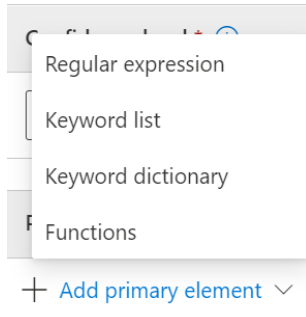 Regular expression
Keyword list
Keyword dictionary
Functions
Add primary element